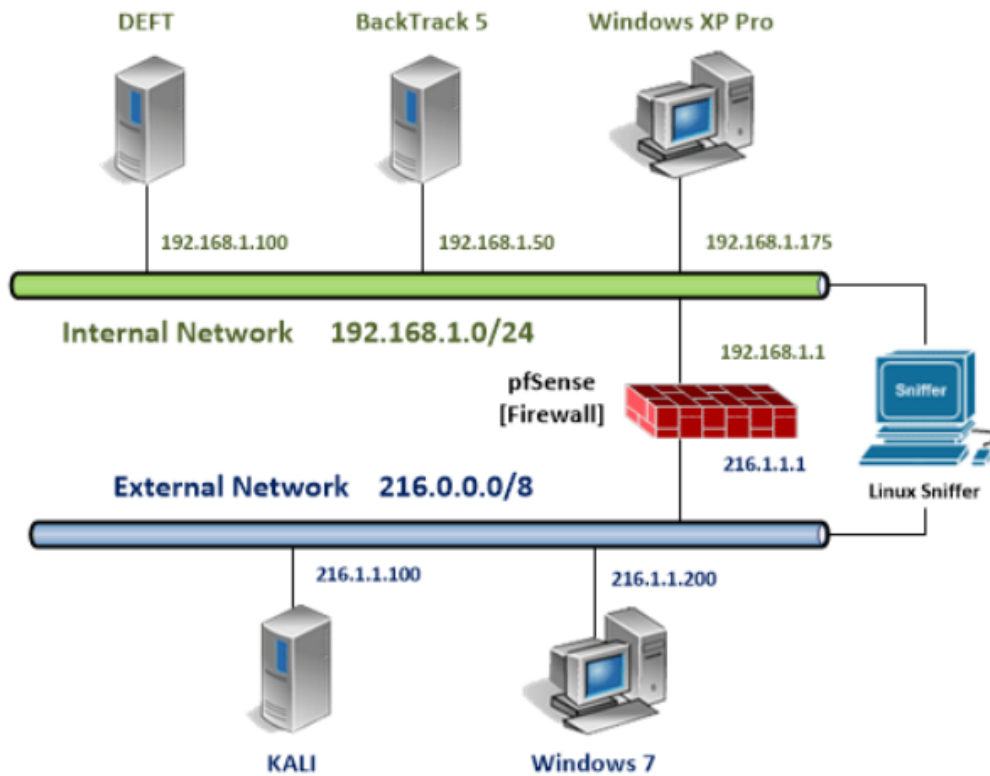 DEFT BackTrack 5 Windows XP Pro
192.168.1.100 192.168.1.50 192.168.1.175
Internal Network 192.168.1.0/24
192.168.1.1
pfSense
[Firewall]
Sniffer
216.1.1.1
Linux Sniffer
External Network 216.0.0.0/8
216.1.1.100 216.1.1.200
KALI Windows 7